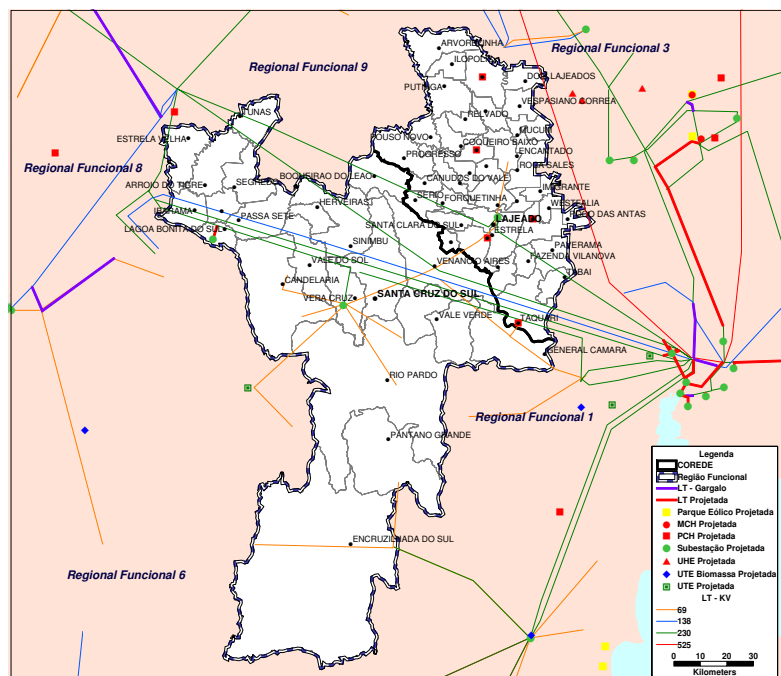 ARVOREZINHA
Regional Funcional 3
ILOPOLIS
Regional Funcional 9
DOIS LAJEADOS
PUTINGA
VESPASIANO CORREA
TUNAS
RELVADO
MUCUM
ESTRELA VELHA
POUSO NOVO
COQUEIRO BAIXO
ENCANTADO
PROGRESSO
ROCA SALES
Regional Funcional 8
BOQUEIRAO DO LEAO
CANUDOS DO VALE
ARROIO DO TIGRE
SEGREDO
IMIGRANTE
SERIO
FORQUETINHA
WESTFALIA
HERVEIRAS
IBARAMA
PASSA SETE
LAJEADO
POCO DAS ANTAS
LAGOA BONITA DO SUL
SANTA CLARA DO SUL
ESTRELA
SINIMBU
PAVERAMA
FAZENDA VILANOVA
VALE DO SOL
VENANCIO AIRES
TABAI
CANDELARIA
VERA CRUZ
SANTA CRUZ DO SUL
VALE VERDE
TAQUARI
GENERAL CAMARA
RIO PARDO
Regional Funcional 1
PANTANO GRANDE
ENCRUZILHADA DO SUL
Regional Funcional 6
Legenda
COREDE
Região Funcional
LT - Gargalo
LT Projetada
Parque Eólico Projetada
MCH Projetada
PCH Projetada
Subestação Projetada
UHE Projetada
UTE Biomassa Projetada
UTE Projetada
LT - KV
69
138
230
525
0 10 20 30
Kilometers